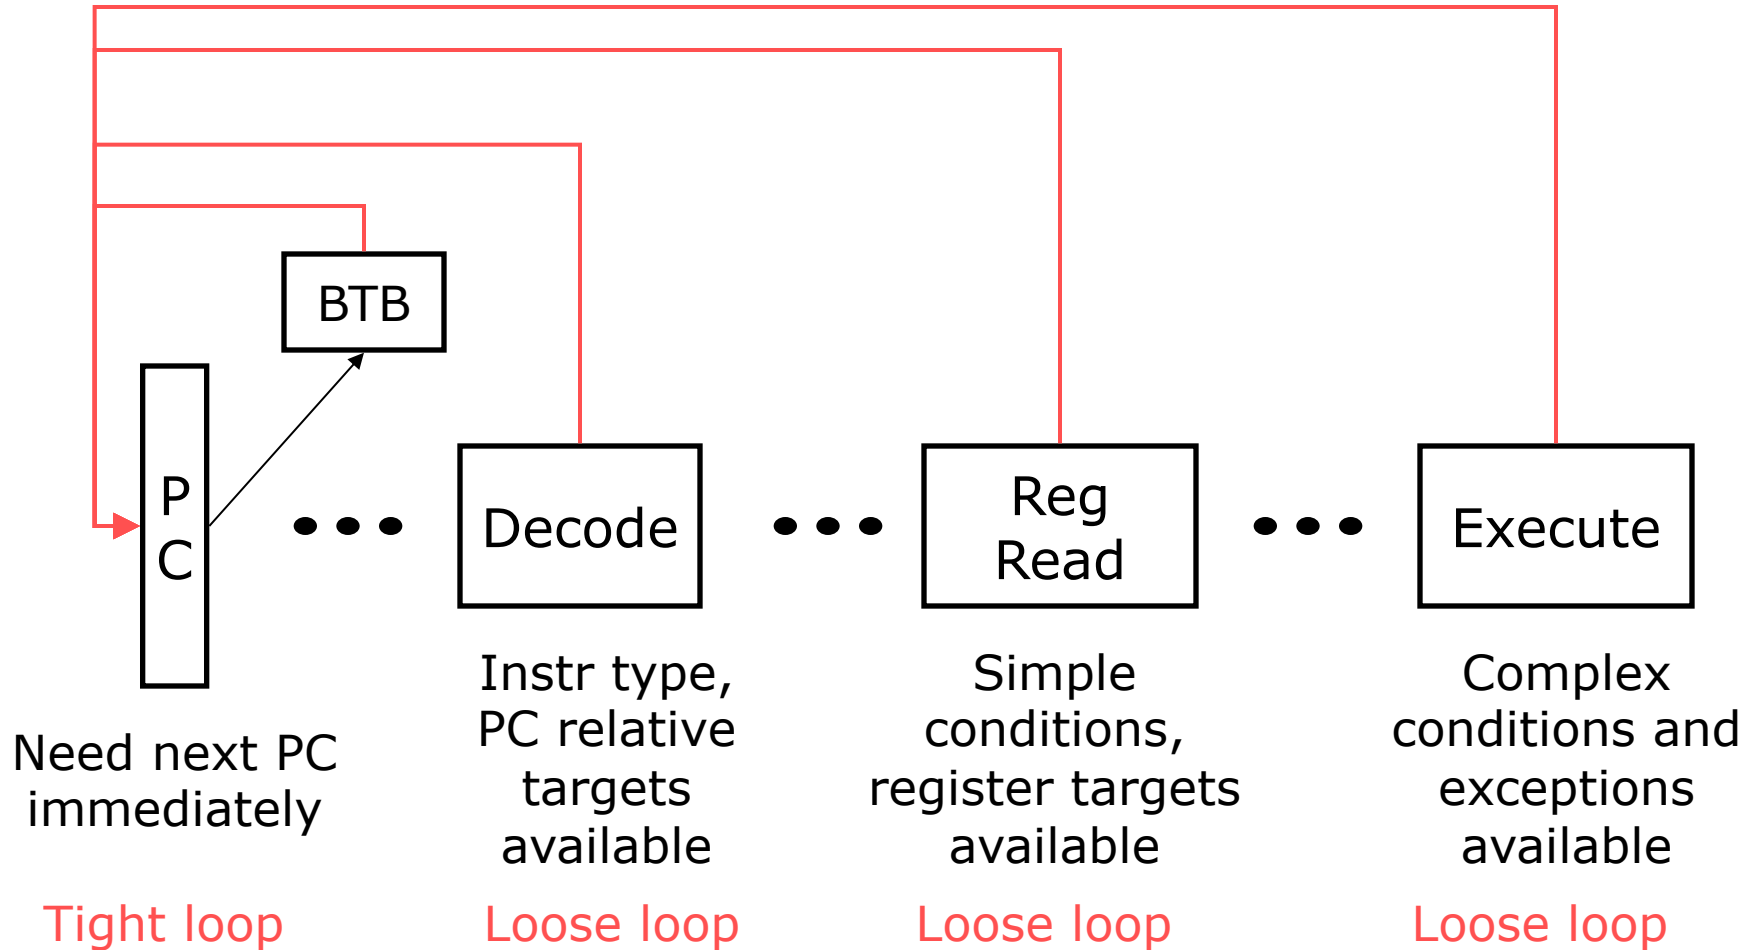 BTB
P
C
Decode
Reg
Read
Execute
Need next PC
immediately
Instr type,
PC relative
targets
available
Simple
conditions,
register targets
available
Complex
conditions and
exceptions
available
Tight loop
Loose loop
Loose loop
Loose loop